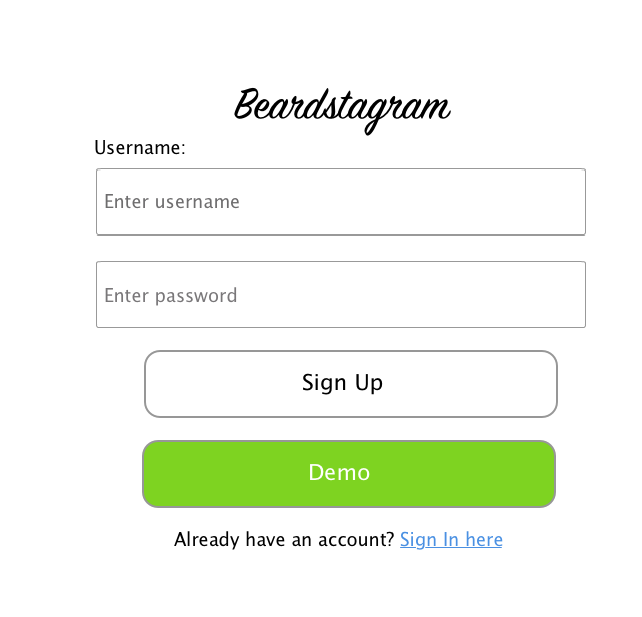 Beardstagram
Username:
Enter username
Enter password
Sign Up
Demo
Already have an account? Sign In here